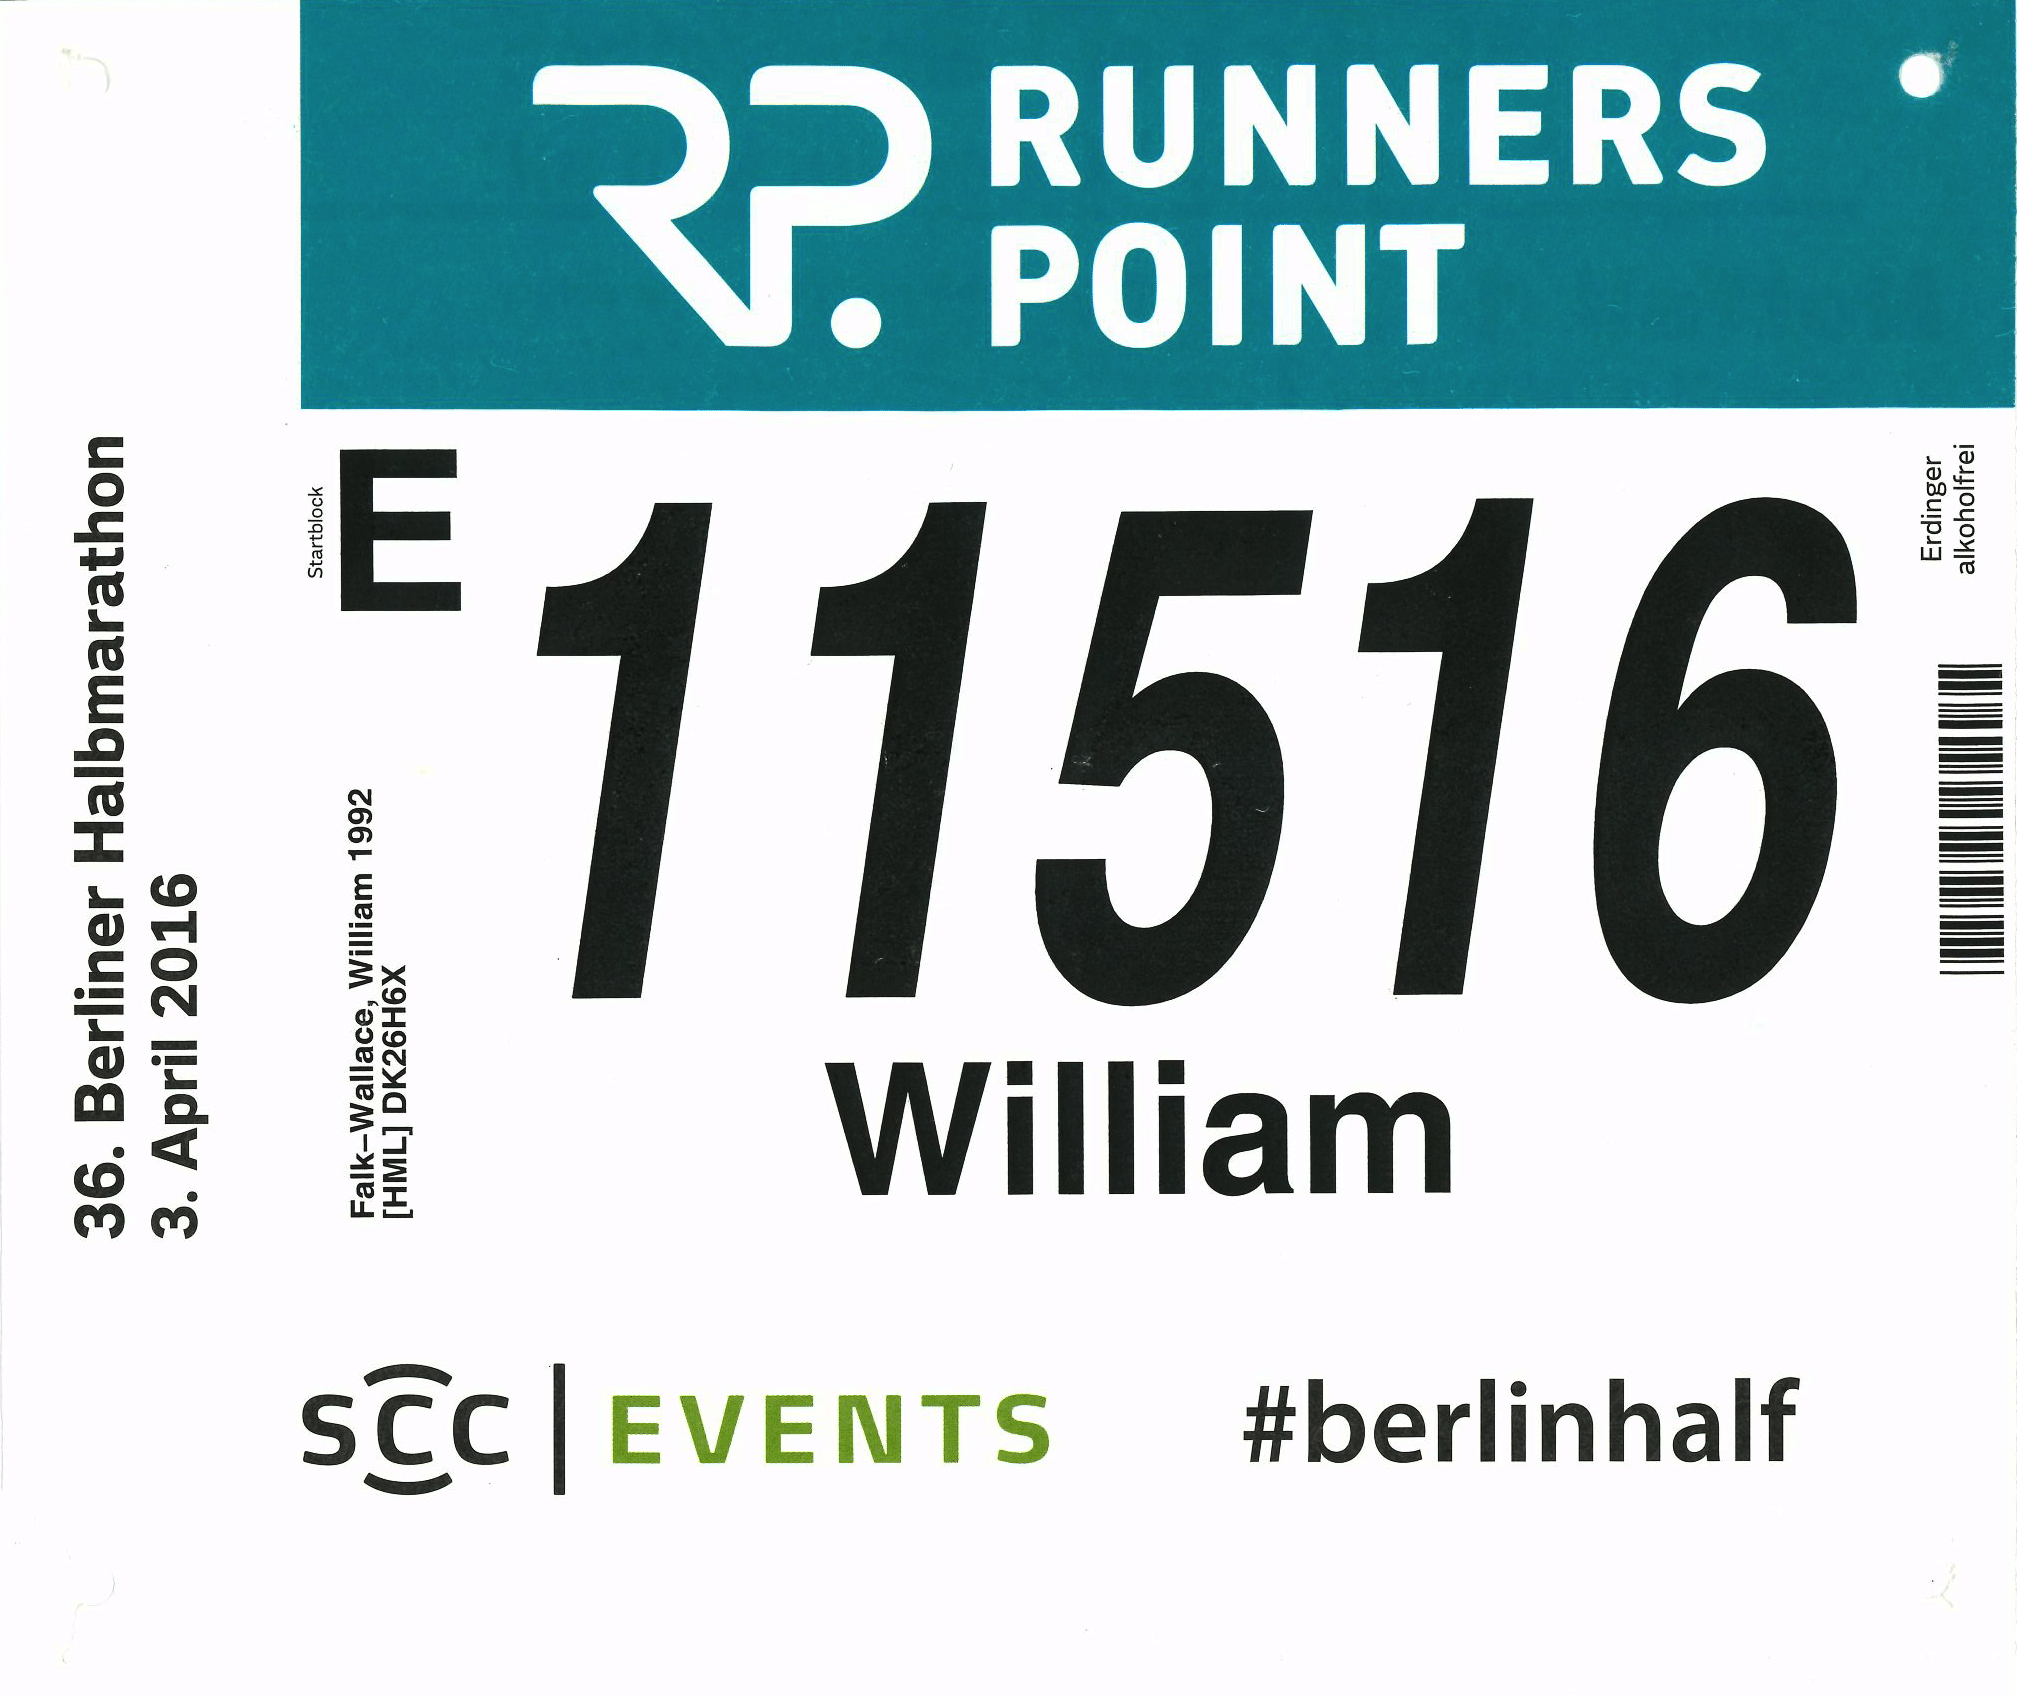 RP. RUNNERS
POINT
36. Berliner Halbmarathon
3. April 2016
Startblock
E
11516
Erdinger
alkoholfrei
Falk-Wallace, William 1992
[HML] DK26H6X
William
SCC | EVENTS
#berlinhalf